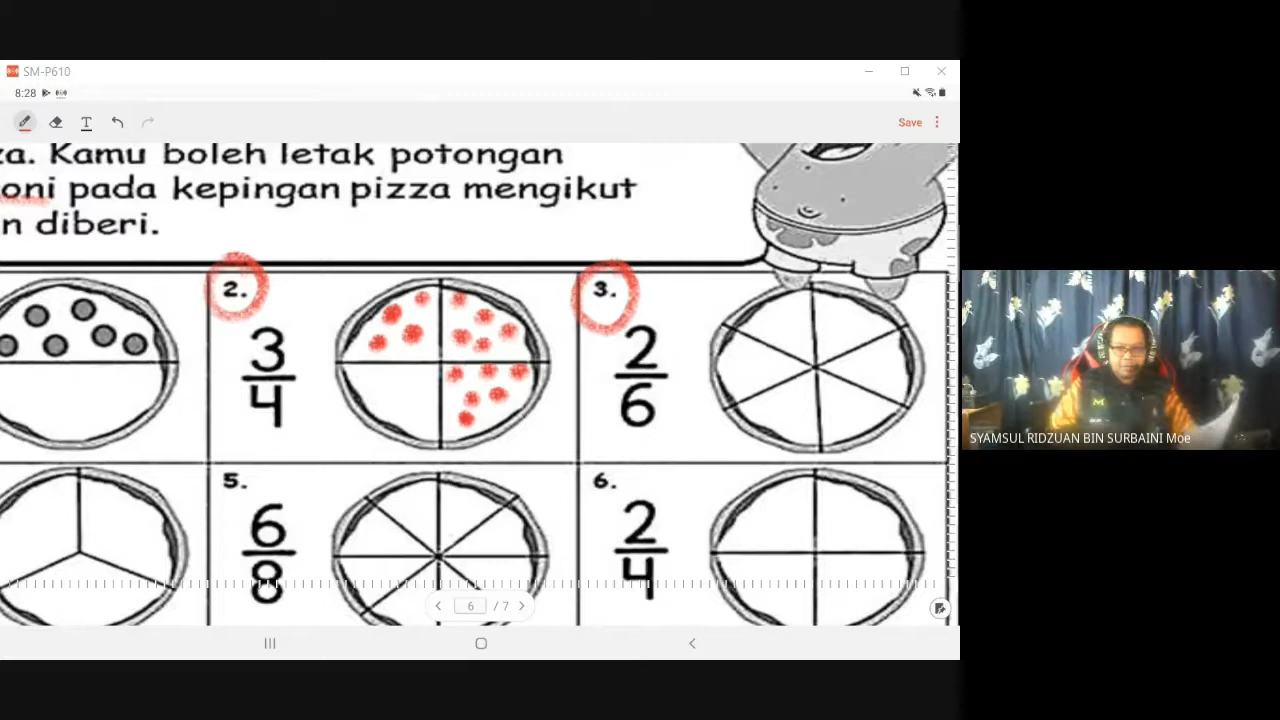 SM-P610
8:28
T
Save
za. Kamu boleh letak potongan
oni pada kepingan pizza mengikut
n diberi.
2.
3
4
3.
2
6
5.
6
8
6.
2
4
6 / 7
SYAMSUL RIDZUAN BIN SURBAINI Moe